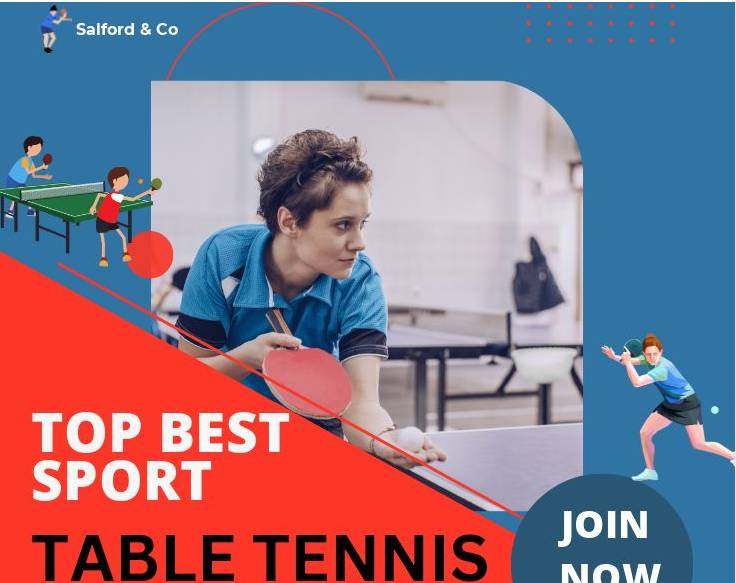 Salford & Co
TOP BEST
SPORT
TABLE TENNIS
JOIN
NOW